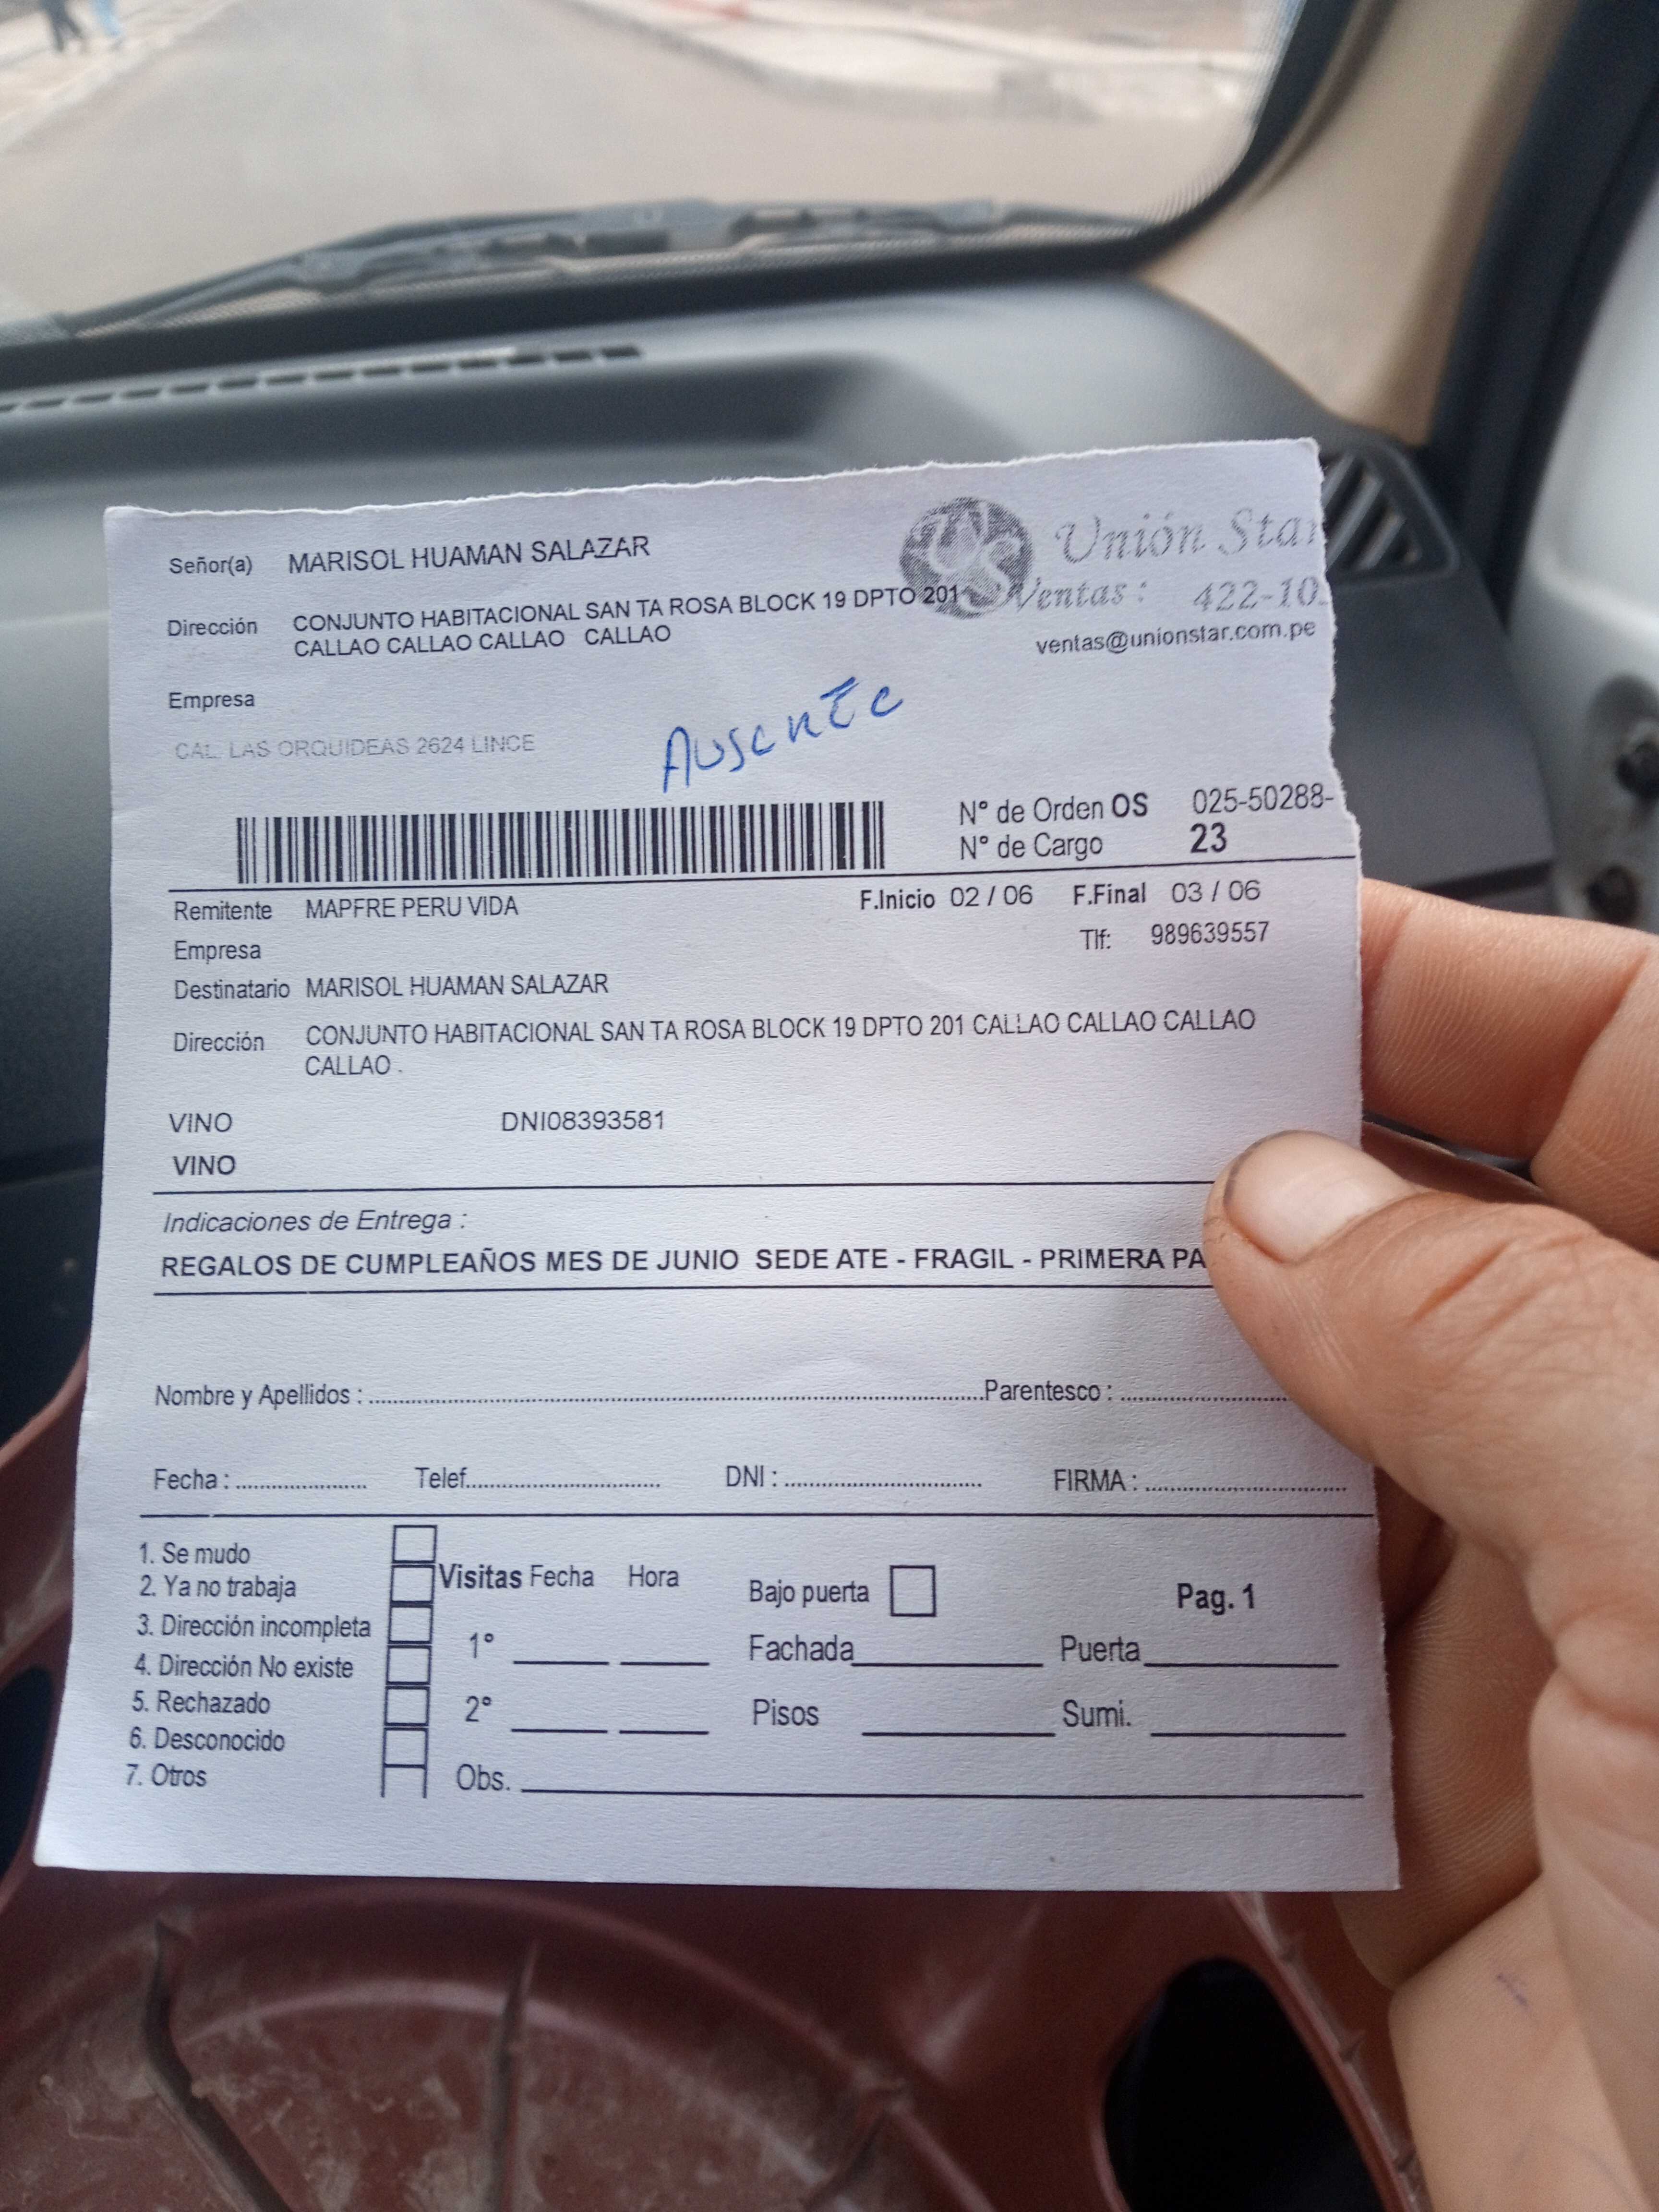 Señor(a) MARISOL HUAMAN SALAZAR
Unión Star
Dirección CONJUNTO HABITACIONAL SAN TA ROSA BLOCK 19 DPTO 201
CALLAO CALLAO CALLAO CALLAO
Ventas : 422-10
ventas@unionstar.com.pe
Empresa
CAL. LAS ORQUIDEAS 2624 LINCE
Ausente
N° de Orden OS 025-50288-
N° de Cargo 23
Remitente MAPFRE PERU VIDA F.Inicio 02 / 06 F.Final 03 / 06
Empresa Tlf: 989639557
Destinatario MARISOL HUAMAN SALAZAR
Dirección CONJUNTO HABITACIONAL SAN TA ROSA BLOCK 19 DPTO 201 CALLAO CALLAO CALLAO
CALLAO .
VINO DNI08393581
VINO
Indicaciones de Entrega :
REGALOS DE CUMPLEAÑOS MES DE JUNIO SEDE ATE - FRAGIL - PRIMERA PA
Nombre y Apellidos : Parentesco :
Fecha : Telef. DNI : FIRMA :
1. Se mudo
2. Ya no trabaja
3. Dirección incompleta
4. Dirección No existe
5. Rechazado
6. Desconocido
7. Otros
Visitas Fecha Hora
1°
2°
Obs.
Bajo puerta Pag. 1
Fachada Puerta
Pisos Sumi.